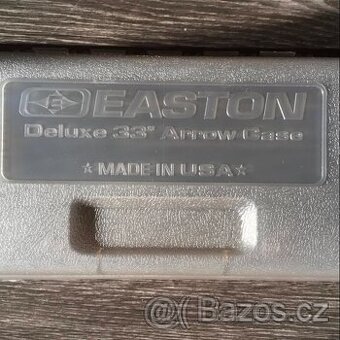 E EASTON
Deluxe 33" Arrow Case
★ MADE IN USA ★
© Bazos.cz